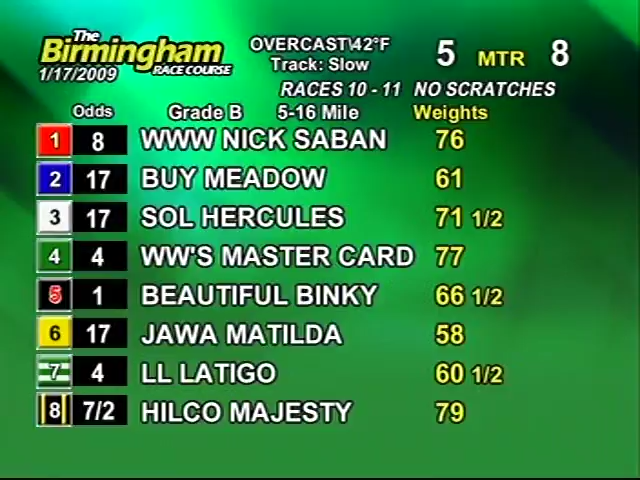 The
Birmingham
RACE COURSE
1/17/2009
OVERCAST\42°F
Track: Slow
5 MTR 8
RACES 10 - 11 NO SCRATCHES
Odds Grade B 5-16 Mile Weights
1 8 WWW NICK SABAN 76
2 17 BUY MEADOW 61
3 17 SOL HERCULES 71 1/2
4 4 WW'S MASTER CARD 77
5 1 BEAUTIFUL BINKY 66 1/2
6 17 JAWA MATILDA 58
7 4 LL LATIGO 60 1/2
8 7/2 HILCO MAJESTY 79